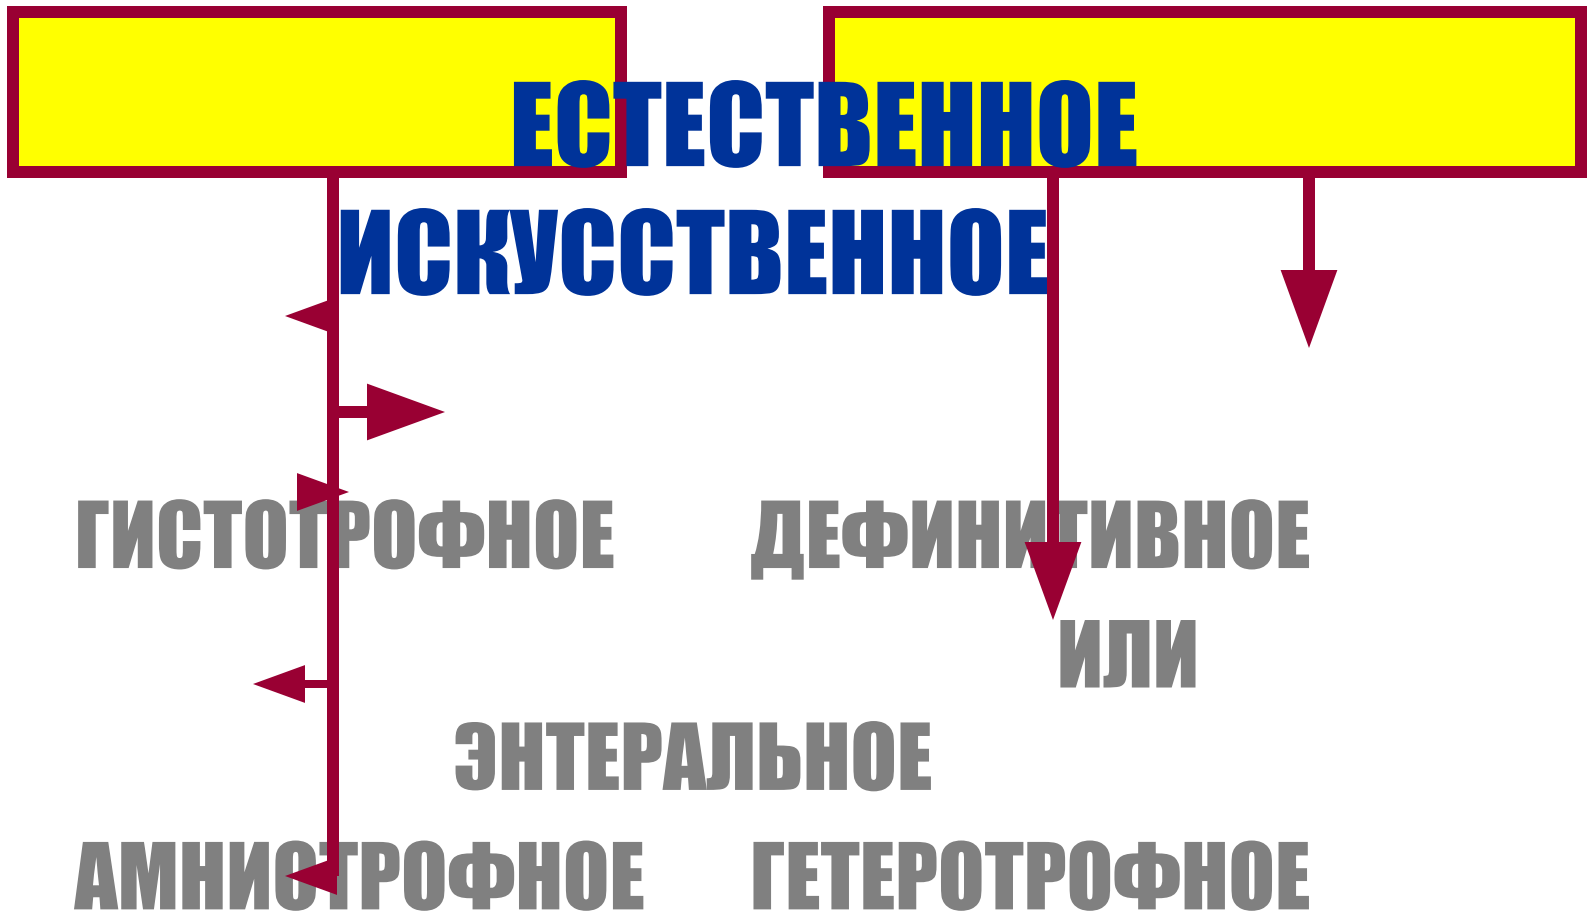 ЕСТЕСТВЕННОЕ
ИСКУССТВЕННОЕ
ГИСТОТРОФНОЕ ДЕФИНИТИВНОЕ
ИЛИ
ЭНТЕРАЛЬНОЕ
АМНИОТРОФНОЕ ГЕТЕРОТРОФНОЕ